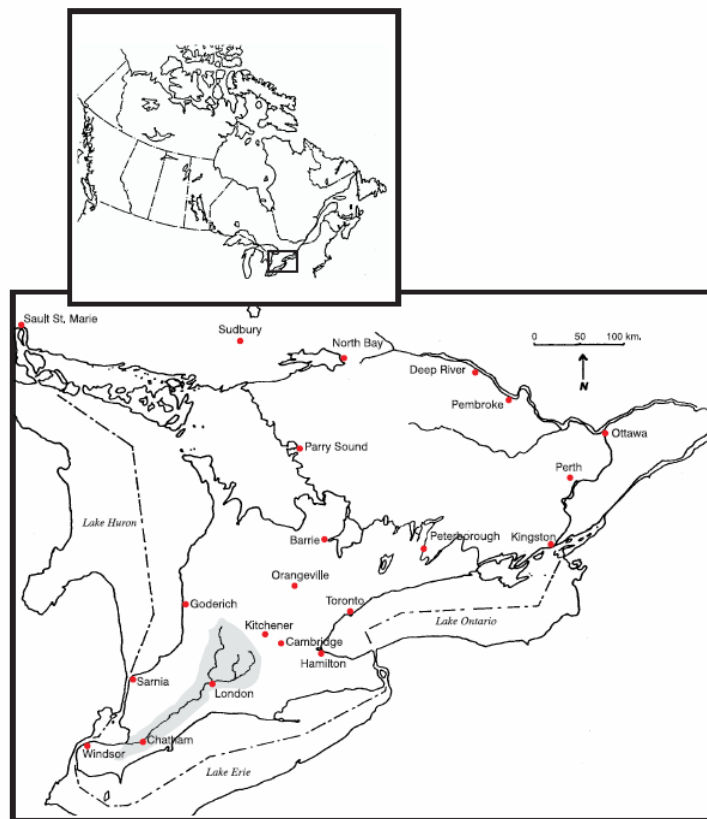 Sault St. Marie
Sudbury
North Bay
0 50 100 km.
N
Deep River
Pembroke
Ottawa
Parry Sound
Perth
Lake Huron
Barrie
Peterborough
Kingston
Orangeville
Goderich
Toronto
Lake Ontario
Kitchener
Cambridge
Hamilton
Sarnia
London
Chatham
Windsor
Lake Erie